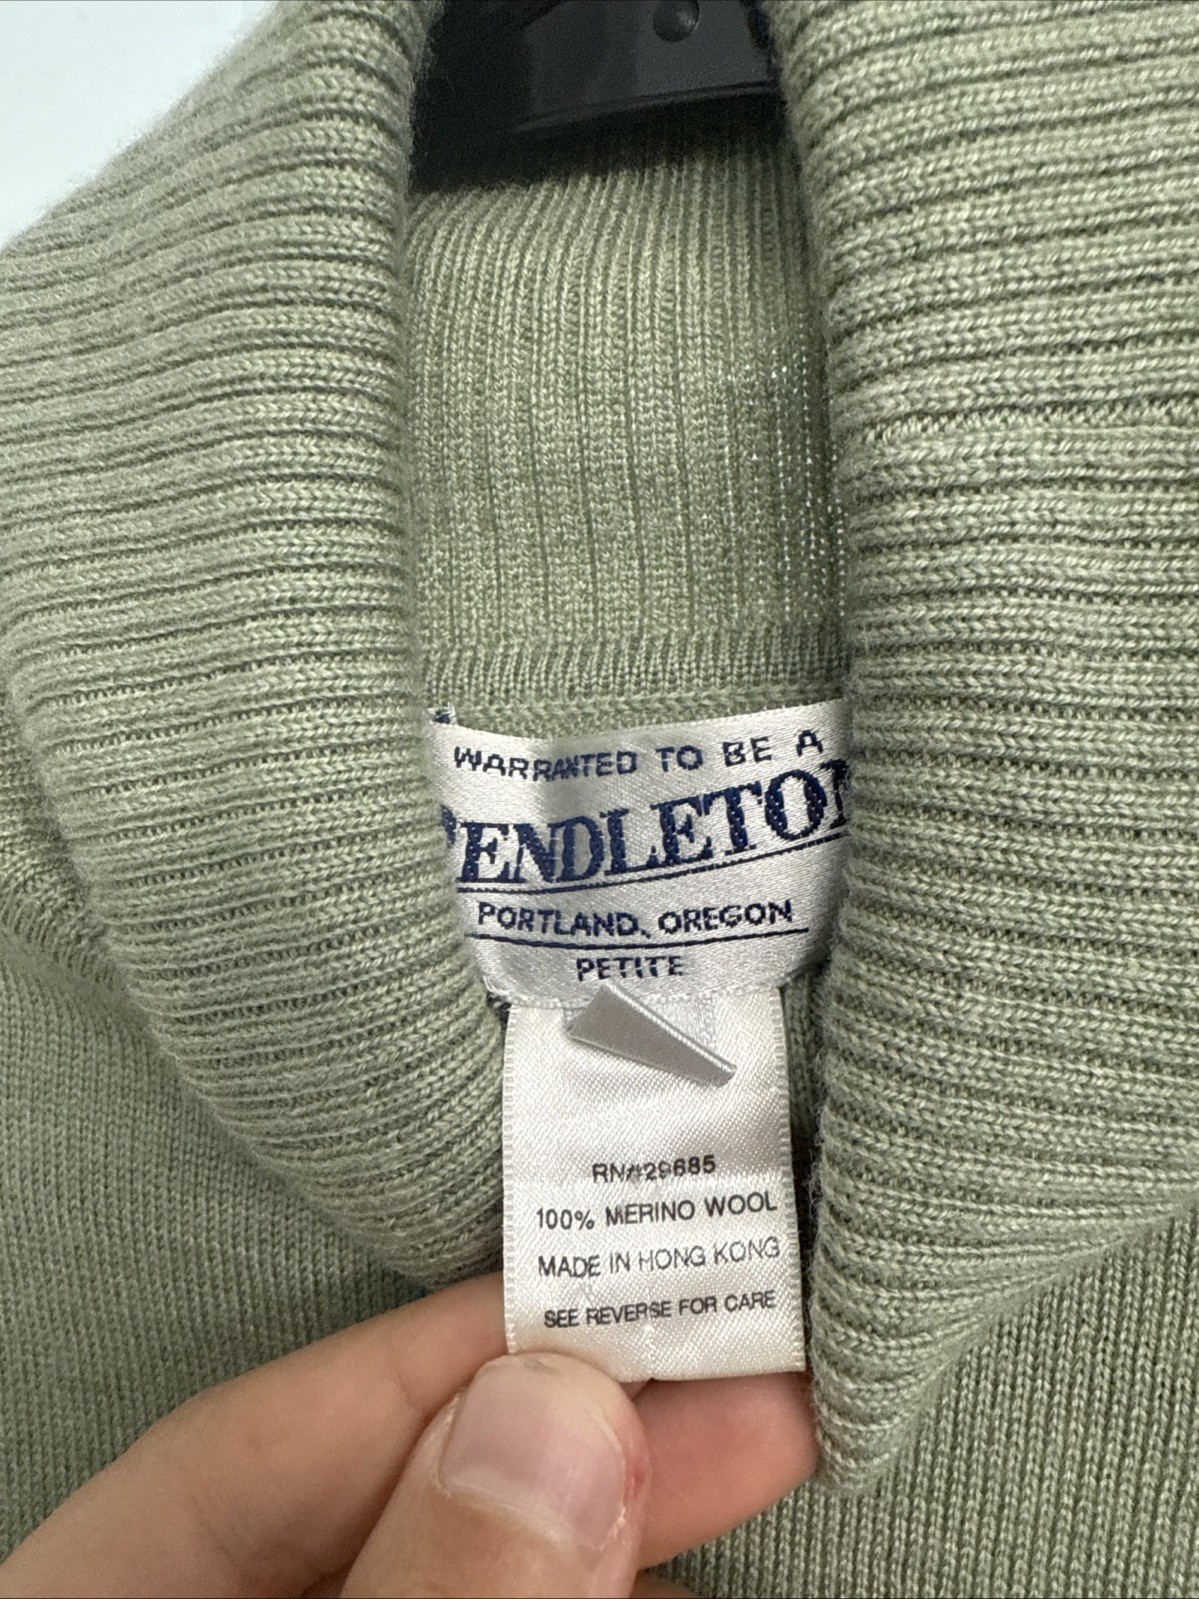 WARRANTED TO BE A
PENDLETON
PORTLAND, OREGON
PETITE
RN#29685
100% MERINO WOOL
MADE IN HONG KONG
SEE REVERSE FOR CARE